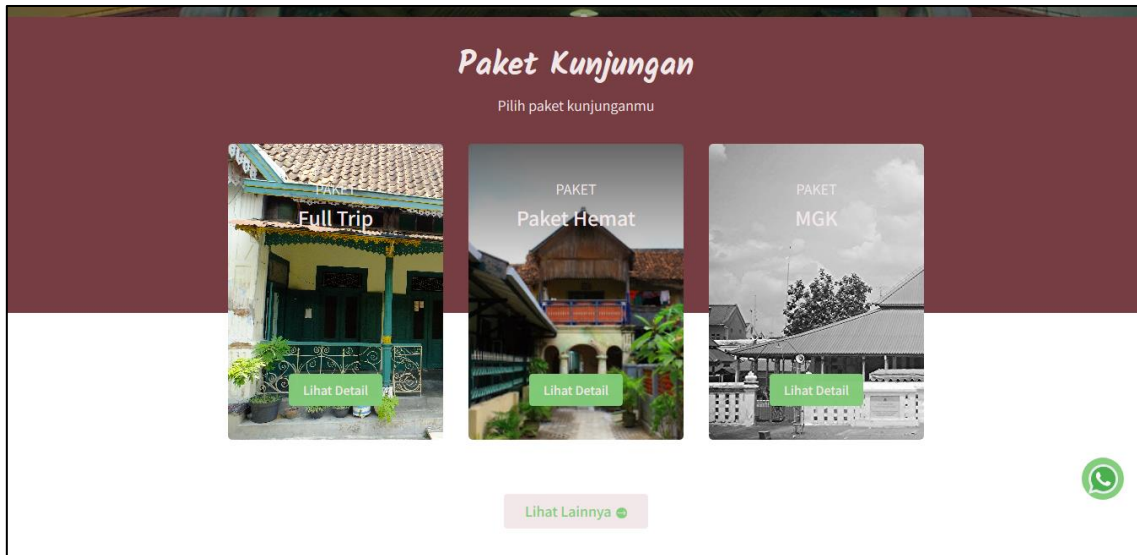 Paket Kunjungan
Pilih paket kunjunganmu
PAKET
Full Trip
Lihat Detail
PAKET
Paket Hemat
Lihat Detail
PAKET
MGK
Lihat Detail
Lihat Lainnya